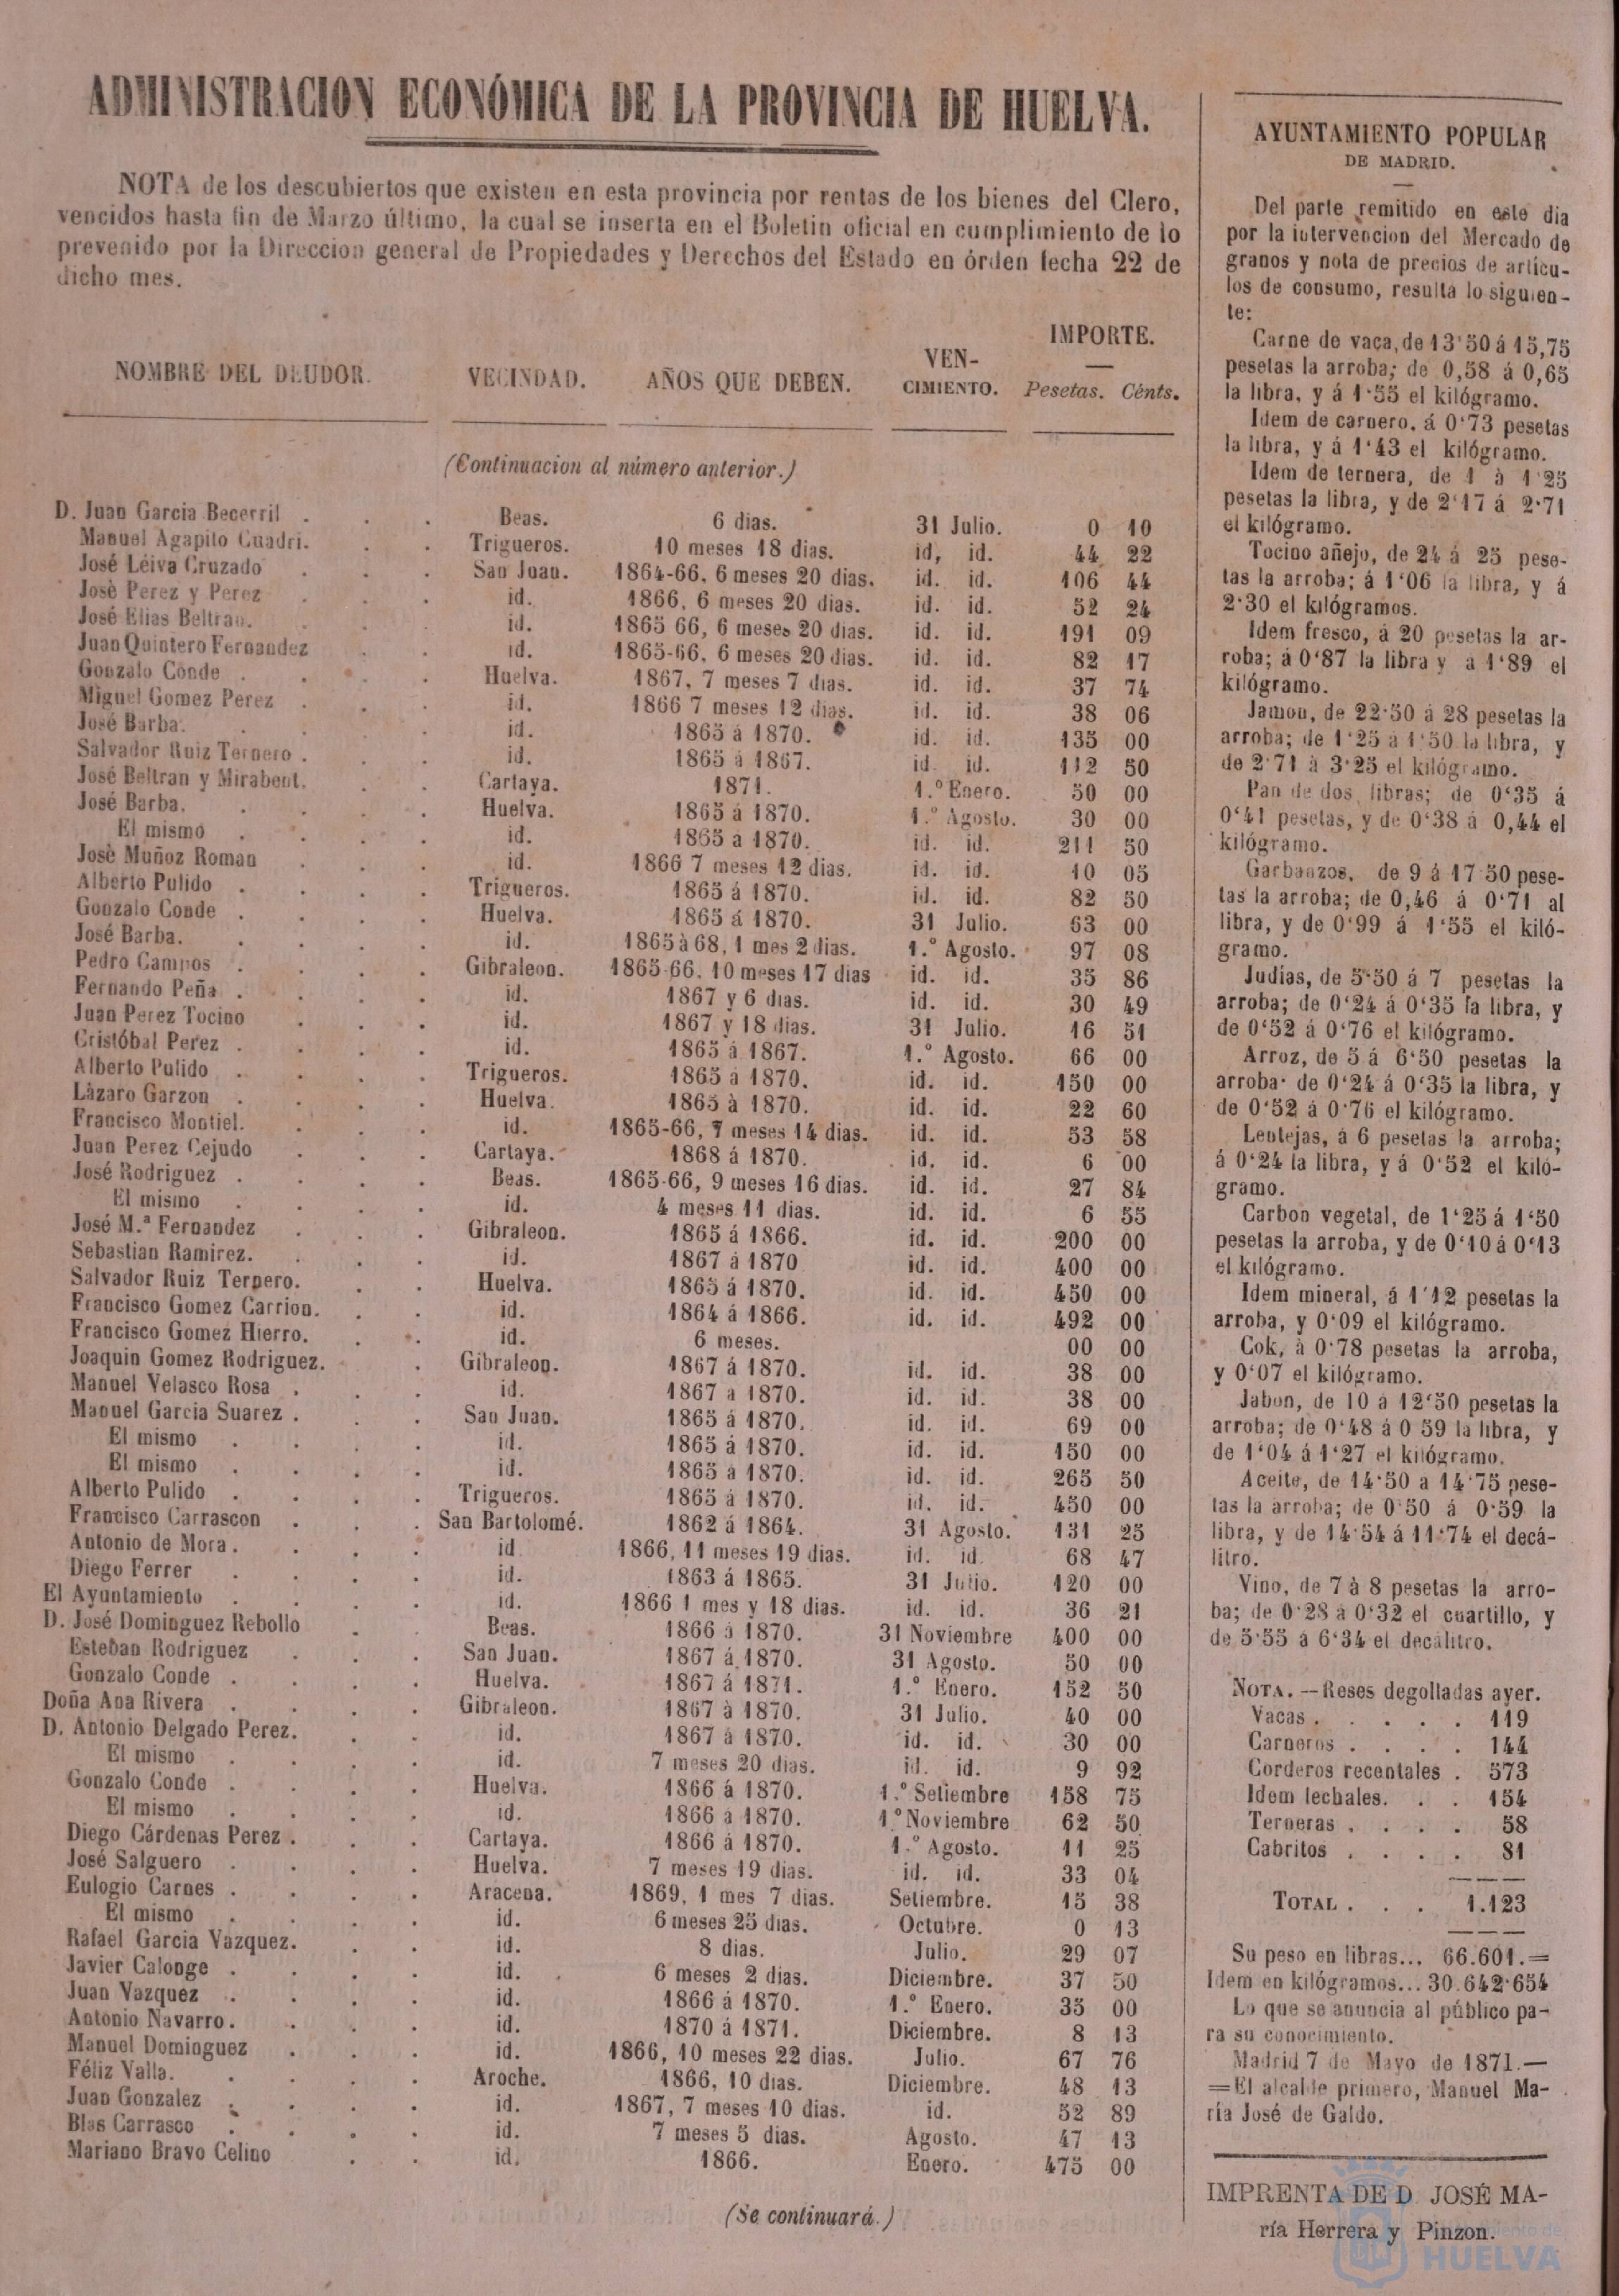 ADMINISTRACION ECONÓMICA DE LA PROVINCIA DE HUELVA.
NOTA de los descubiertos que existen en esta provincia por rentas de los bienes del Clero,
vencidos hasta fin de Marzo último, la cual se inserta en el Boletin oficial en cumplimiento de lo
prevenido por la Direccion general de Propiedades y Derechos del Estado en órden fecha 22 de
dicho mes.
NOMBRE DEL DEUDOR. VECINDAD. AÑOS QUE DEBEN. VEN-CIMIENTO. IMPORTE. Pesetas. Cénts.
(Continuacion al número anterior.)
D. Juan Garcia Becerril . . . Beas. 6 dias. 31 Julio. 0 10
Manuel Agapito Cuadri. . . Trigueros. 10 meses 18 dias. id, id. 44 22
José Léiva Cruzado . . . San Juan. 1864-66, 6 meses 20 dias. id. id. 106 44
José Perez y Perez . . . id. 1866, 6 meses 20 dias. id. id. 52 24
José Elias Beltran. . . . id. 1865 66, 6 meses 20 dias. id. id. 191 09
Juan Quintero Fernandez . . id. 1865-66, 6 meses 20 dias. id. id. 82 17
Gonzalo Conde . . . . Huelva. 1867, 7 meses 7 dias. id. id. 37 74
Miguel Gomez Perez . . . id. 1866 7 meses 12 dias. id. id. 38 06
José Barba. . . . . id. 1865 á 1870. id. id. 135 00
Salvador Ruiz Ternero . . . id. 1865 á 1867. id. id. 112 50
José Beltran y Mirabent. . . Cartaya. 1871. 1.º Enero. 50 00
José Barba. . . . . Huelva. 1865 á 1870. 1.º Agosto. 30 00
El mismo . . . . id. 1865 á 1870. id. id. 211 50
José Muñoz Roman . . . id. 1866 7 meses 12 dias. id. id. 10 05
Alberto Pulido . . . . Trigueros. 1865 á 1870. id. id. 82 50
Gonzalo Conde . . . . Huelva. 1865 á 1870. 31 Julio. 63 00
José Barba. . . . . id. 1865 à 68, 1 mes 2 dias. 1.º Agosto. 97 08
Pedro Campos . . . . Gibraleon. 1865-66. 10 meses 17 dias id. id. 35 86
Fernando Peña . . . . id. 1867 y 6 dias. id. id. 30 49
Juan Perez Tocino . . . id. 1867 y 18 dias. 31 Julio. 16 51
Cristóbal Perez . . . . id. 1865 á 1867. 1.º Agosto. 66 00
Alberto Pulido . . . . Trigueros. 1865 á 1870. id. id. 150 00
Làzaro Garzon . . . . Huelva. 1865 à 1870. id. id. 22 60
Francisco Montiel. . . . id. 1865-66, 7 meses 14 dias. id. id. 53 58
Juan Perez Cejudo . . . Cartaya. 1868 á 1870. id. id. 6 00
José Rodriguez . . . . Beas. 1865-66, 9 meses 16 dias. id. id. 27 84
El mismo . . . . id. 4 meses 11 dias. id. id. 6 55
José M.ª Fernandez . . . Gibraleon. 1865 á 1866. id. id. 200 00
Sebastian Ramirez. . . . id. 1867 á 1870 id. id. 400 00
Salvador Ruiz Ternero. . . Huelva. 1865 á 1870. id. id. 450 00
Francisco Gomez Carrion. . . id. 1864 á 1866. id. id. 492 00
Francisco Gomez Hierro. . . id. 6 meses. 00 00
Joaquin Gomez Rodriguez. . . Gibraleon. 1867 á 1870. id. id. 38 00
Manuel Velasco Rosa . . . id. 1867 a 1870. id. id. 38 00
Manuel Garcia Suarez . . . San Juan. 1865 á 1870. id. id. 69 00
El mismo . . . . id. 1865 á 1870. id. id. 150 00
El mismo . . . . id. 1865 á 1870. id. id. 265 50
Alberto Pulido . . . . Trigueros. 1865 á 1870. id. id. 450 00
Francisco Carrascon . . . San Bartolomé. 1862 á 1864. 31 Agosto. 131 25
Antonio de Mora . . . . id 1866, 11 meses 19 dias. id. id. 68 47
Diego Ferrer . . . . id. 1863 á 1865. 31 Julio. 120 00
El Ayuntamiento . . . . id. 1866 1 mes y 18 dias. id. id. 36 21
D. José Dominguez Rebollo . . Beas. 1866 á 1870. 31 Noviembre 400 00
Esteban Rodriguez . . . San Juan. 1867 á 1870. 31 Agosto. 50 00
Gonzalo Conde . . . . Huelva. 1867 á 1871. 1.º Enero. 152 50
Doña Ana Rivera . . . . Gibraleon. 1867 à 1870. 31 Julio. 40 00
D. Antonio Delgado Perez. . . id. 1867 á 1870. id. id. 30 00
El mismo . . . . id. 7 meses 20 dias. id. id. 9 92
Gonzalo Conde . . . . Huelva. 1866 á 1870. 1.º Setiembre 158 75
El mismo . . . . id. 1866 á 1870. 1.º Noviembre 62 50
Diego Cárdenas Perez . . . Cartaya. 1866 á 1870. 1.º Agosto. 11 25
José Salguero . . . . Huelva. 7 meses 19 dias. id. id. 33 04
Eulogio Carnes . . . . Aracena. 1869, 1 mes 7 dias. Setiembre. 15 38
El mismo . . . . id. 6 meses 25 dias. Octubre. 0 13
Rafael Garcia Vazquez. . . id. 8 dias. Julio. 29 07
Javier Calonge . . . . id. 6 meses 2 dias. Diciembre. 37 50
Juan Vazquez . . . . id. 1866 á 1870. 1.º Enero. 35 00
Antonio Navarro . . . . id. 1870 á 1871. Diciembre. 8 13
Manuel Dominguez . . . id. 1866, 10 meses 22 dias. Julio. 67 76
Féliz Valla. . . . . Aroche. 1866, 10 dias. Diciembre. 48 13
Juan Gonzalez . . . . id. 1867, 7 meses 10 dias. id. 52 89
Blas Carrasco . . . . id. 7 meses 5 dias. Agosto. 47 13
Mariano Bravo Celino . . id. 1866. Enero. 475 00
(Se continuará.)
AYUNTAMIENTO POPULAR
DE MADRID.
Del parte remitido en este dia
por la intervencion del Mercado de
granos y nota de precios de artícu-
los de consumo, resulta lo siguien-
te:
Carne de vaca, de 13'50 á 15,75
pesetas la arroba; de 0,58 á 0,65
la libra, y á 1'55 el kilógramo.
Idem de carnero, á 0'73 pesetas
la libra, y á 1'43 el kilógramo.
Idem de ternera, de 1 à 1'25
pesetas la libra, y de 2'17 á 2'71
el kilógramo.
Tocino añejo, de 24 á 25 pese-
tas la arroba; á 1'06 la libra, y á
2'30 el kilógramos.
Idem fresco, á 20 pesetas la ar-
roba; á 0'87 la libra y á 1'89 el
kilógramo.
Jamon, de 22'50 á 28 pesetas la
arroba; de 1'25 á 1'50 la libra, y
de 2'71 à 3'25 el kilógramo.
Pan de dos libras; de 0'35 á
0'41 pesetas, y de 0'38 á 0,44 el
kilógramo.
Garbanzos, de 9 á 17 50 pese-
tas la arroba; de 0,46 á 0'71 al
libra, y de 0'99 á 1'55 el kiló-
gramo.
Judías, de 5'50 á 7 pesetas la
arroba; de 0'24 á 0'35 la libra, y
de 0'52 á 0'76 el kilógramo.
Arroz, de 5 á 6'50 pesetas la
arroba' de 0'24 á 0'35 la libra, y
de 0'52 á 0'76 el kilógramo.
Lentejas, á 6 pesetas la arroba;
á 0'24 la libra, y á 0'52 el kiló-
gramo.
Carbon vegetal, de 1'25 á 1'50
pesetas la arroba, y de 0'10 á 0'13
el kilógramo.
Idem mineral, á 1'12 pesetas la
arroba, y 0'09 el kilógramo.
Cok, à 0'78 pesetas la arroba,
y 0'07 el kilógramo.
Jabon, de 10 á 12'50 pesetas la
arroba; de 0'48 á 0 59 la libra, y
de 1'04 á 1'27 el kilógramo.
Aceite, de 14'50 a 14'75 pese-
tas la arroba; de 0'50 á 0'59 la
libra, y de 14'54 á 11'74 el decá-
litro.
Vino, de 7 à 8 pesetas la arro-
ba; de 0'28 à 0'32 el cuartillo, y
de 5'55 á 6'34 el decálitro.
NOTA. — Reses degolladas ayer.
Vacas . . . . . 119
Carneros . . . . 144
Corderos recentales . 573
Idem lechales. . . 154
Terneras . . . . 58
Cabritos . . . . 81
TOTAL . . . 1.123
Su peso en libras... 66.601.=
Idem en kilógramos... 30.642'654
Lo que se anuncia al público pa-
ra su conocimiento.
Madrid 7 de Mayo de 1871.—
=El alcalde primero, Manuel Ma-
ría José de Galdo.
IMPRENTA DE D. JOSÉ MA-
ría Herrera y Pinzon.
HUELVA